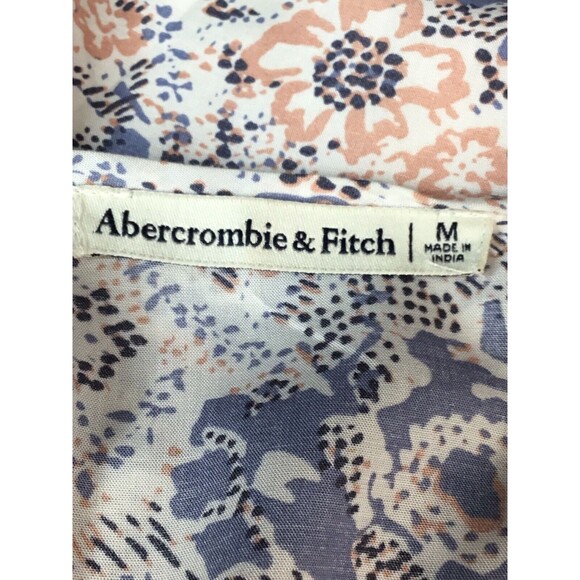 Abercrombie & Fitch | M
MADE IN
INDIA